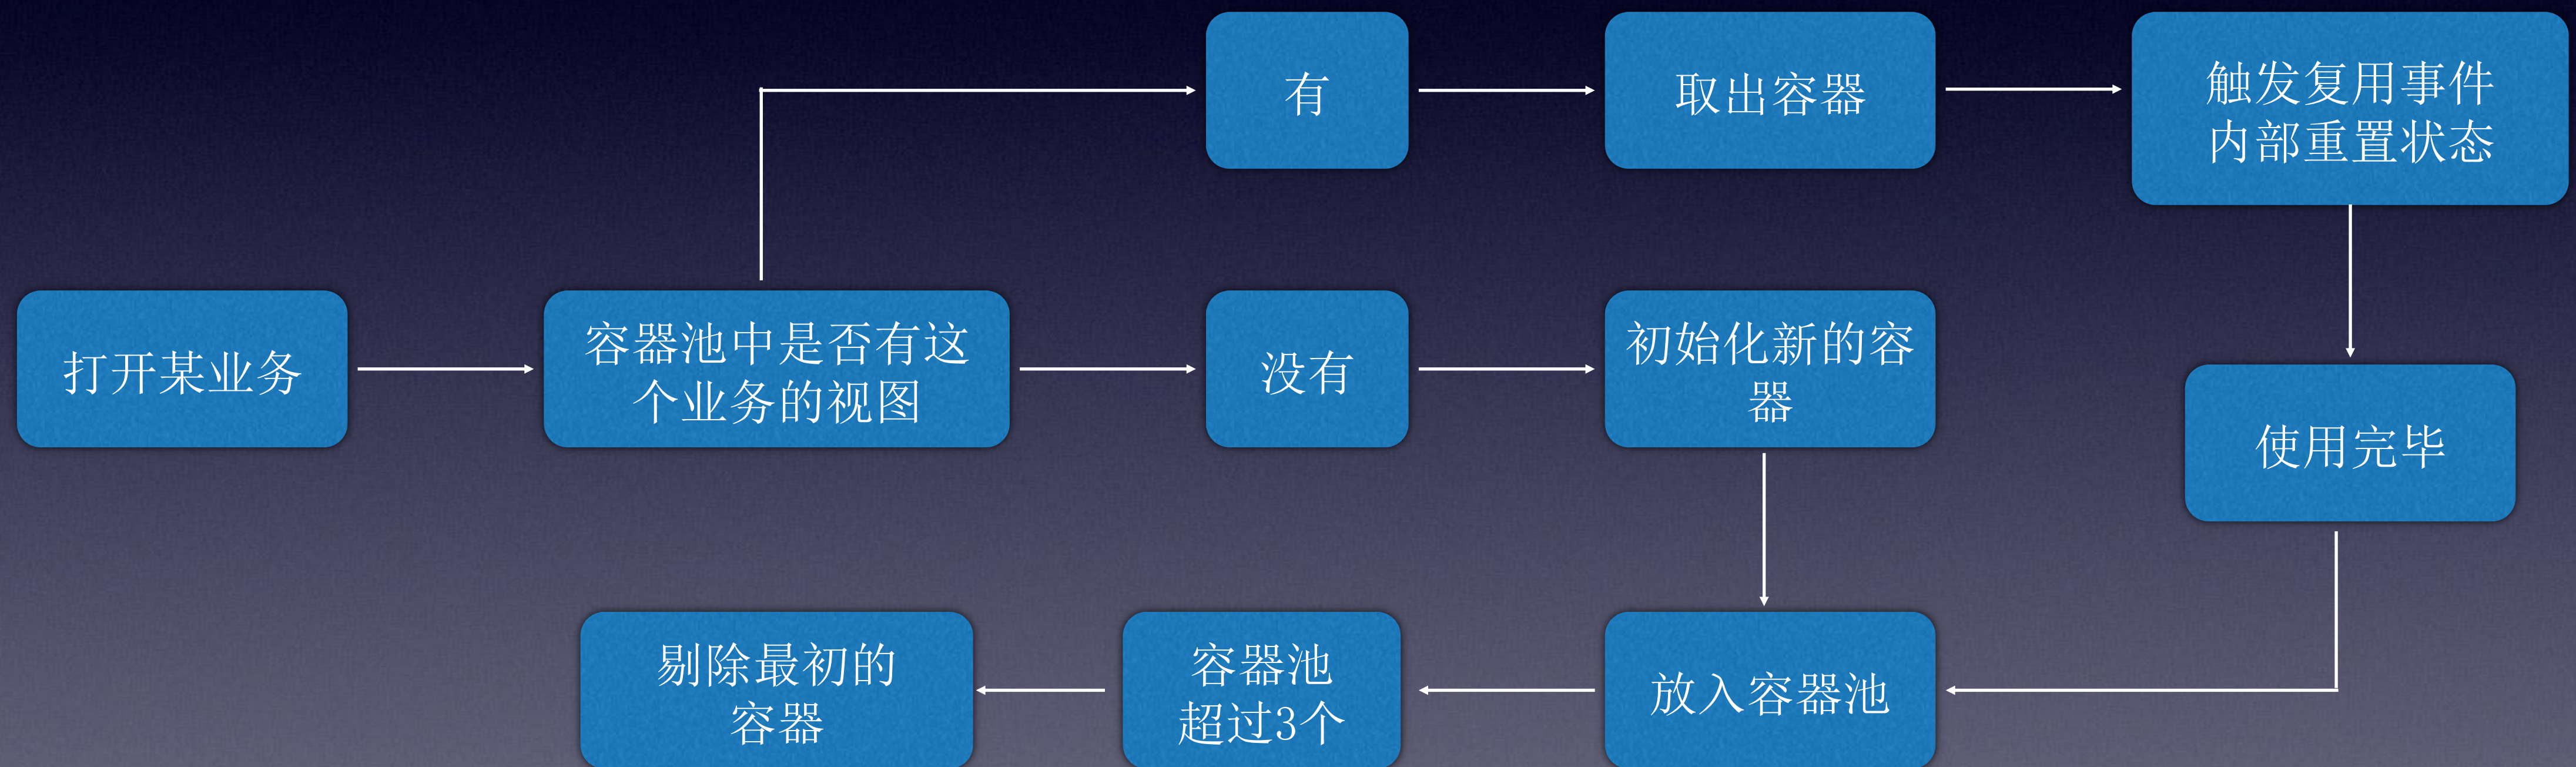 有
取出容器
触发复用事件
内部重置状态
打开某业务
容器池中是否有这
个业务的视图
没有
初始化新的容
器
使用完毕
剔除最初的
容器
容器池
超过3个
放入容器池